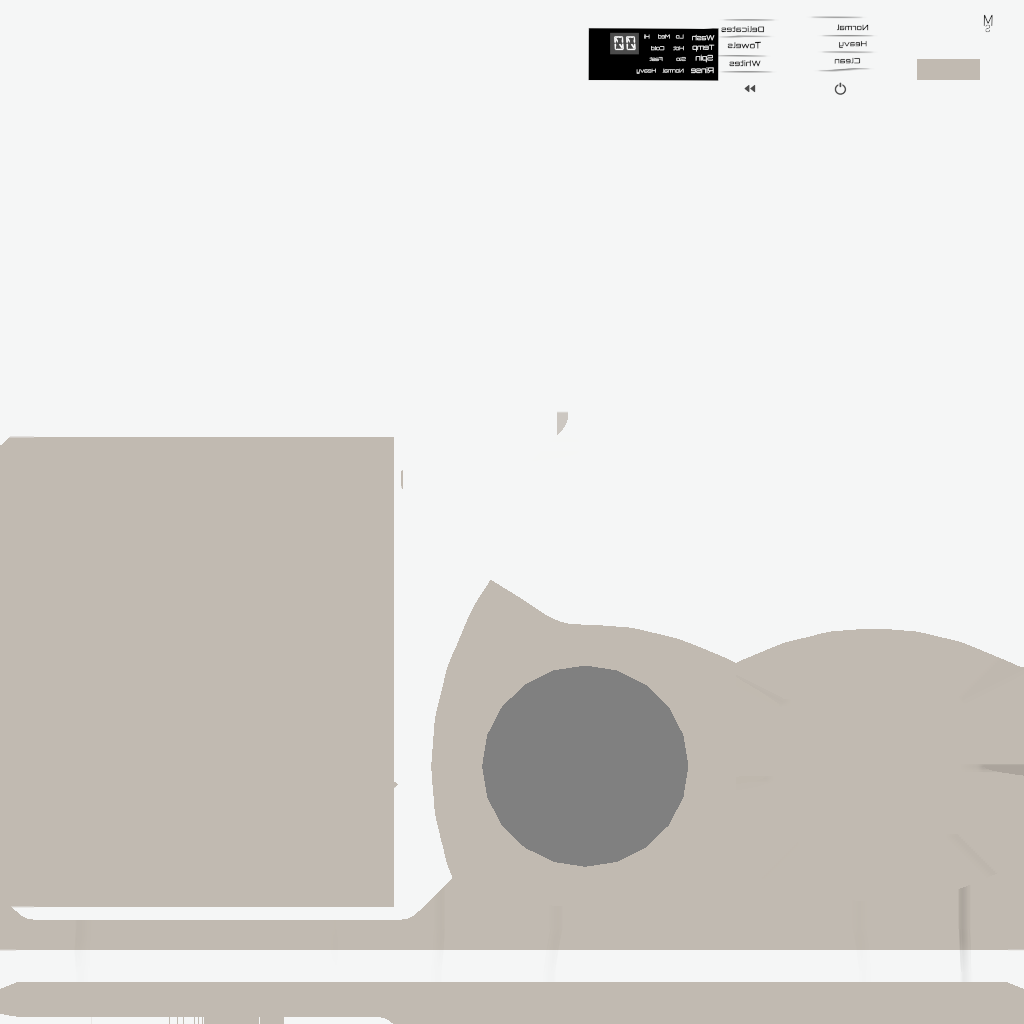 Wash Lo Med Hi
Temp Hot Cold
Spin Slo Fast
Rinse Normal Heavy
00
Delicates
Towels
Whites
Normal
Heavy
Clean
M